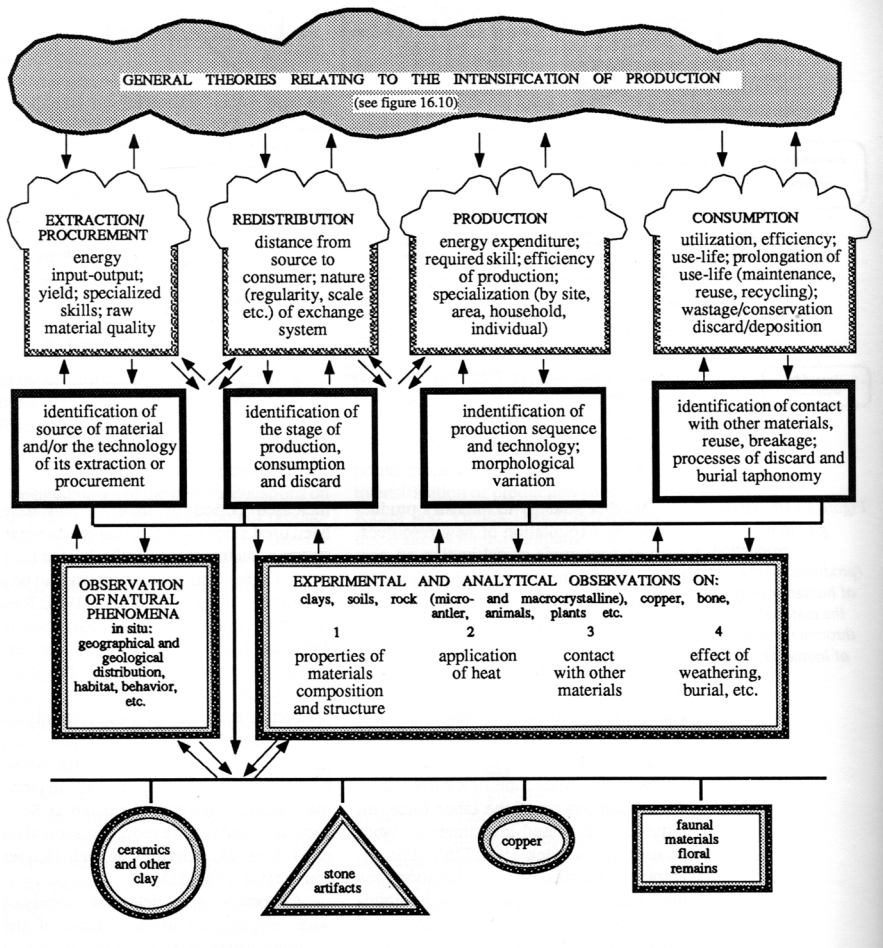 GENERAL THEORIES RELATING TO THE INTENSIFICATION OF PRODUCTION
(see figure 16.10)
EXTRACTION/
PROCUREMENT
energy
input-output;
yield; specialized
skills; raw
material quality
REDISTRIBUTION
distance from
source to
consumer; nature
(regularity, scale
etc.) of exchange
system
PRODUCTION
energy expenditure;
required skill; efficiency
of production;
specialization (by site,
area, household,
individual)
CONSUMPTION
utilization, efficiency;
use-life; prolongation of
use-life (maintenance,
reuse, recycling);
wastage/conservation
discard/deposition
identification of
source of material
and/or the technology
of its extraction or
procurement
identification of
the stage of
production,
consumption
and discard
indentification of
production sequence
and technology;
morphological
variation
identification of contact
with other materials,
reuse, breakage;
processes of discard and
burial taphonomy
OBSERVATION
OF NATURAL
PHENOMENA
in situ:
geographical and
geological
distribution,
habitat, behavior,
etc.
EXPERIMENTAL AND ANALYTICAL OBSERVATIONS ON:
clays, soils, rock (micro- and macrocrystalline), copper, bone,
antler, animals, plants etc.
1
properties of
materials
composition
and structure
2
application
of heat
3
contact
with other
materials
4
effect of
weathering,
burial, etc.
ceramics
and other
clay
stone
artifacts
copper
faunal
materials
floral
remains